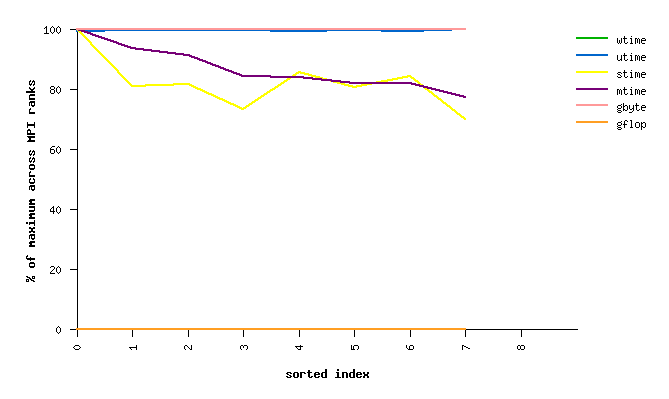 100
80
60
40
20
0
% of maximum across MPI ranks
0 1 2 3 4 5 6 7 8
sorted index
wtime
utime
stime
mtime
gbyte
gflop